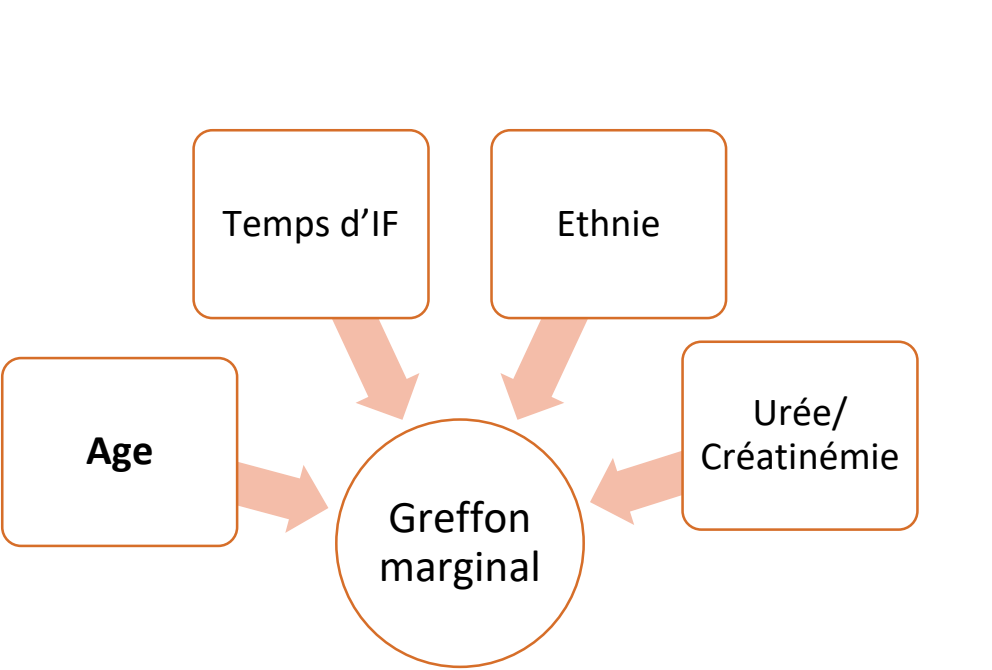 Temps d’IF
Ethnie
Age
Urée/
Créatinémie
Greffon
marginal